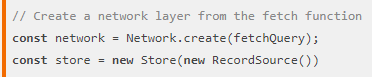 // Create a network layer from the fetch function
const network = Network.create(fetchQuery);
const store = new Store(new RecordSource())